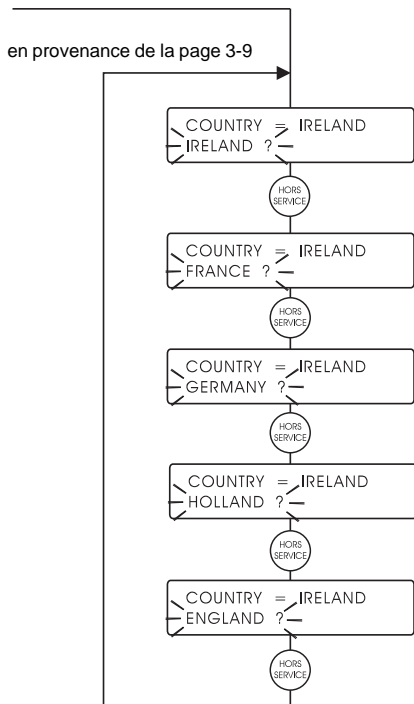 en provenance de la page 3-9
COUNTRY = IRELAND
IRELAND ?
HORS
SERVICE
COUNTRY = IRELAND
FRANCE ?
HORS
SERVICE
COUNTRY = IRELAND
GERMANY ?
HORS
SERVICE
COUNTRY = IRELAND
HOLLAND ?
HORS
SERVICE
COUNTRY = IRELAND
ENGLAND ?
HORS
SERVICE